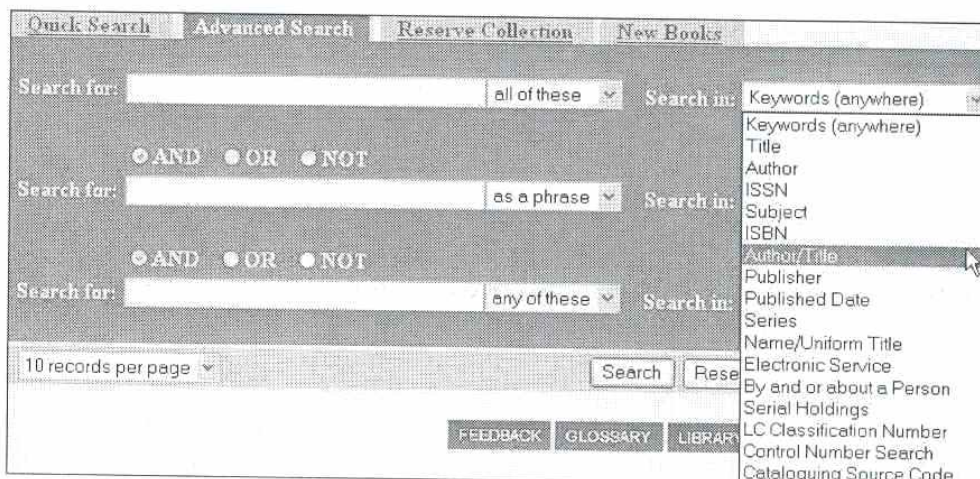 Quick Search Advanced Search Reserve Collection New Books
Search for: all of these Search in: Keywords (anywhere)
Keywords (anywhere)
Title
AND OR NOT
Author
Search for: as a phrase Search in:
ISSN
Subject
ISBN
AND OR NOT
Author/Title
Publisher
Search for: any of these Search in:
Published Date
Series
Name/Uniform Title
10 records per page Search Rese
Electronic Service
By and or about a Person
Serial Holdings
FEEDBACK GLOSSARY LIBRARY
LC Classification Number
Control Number Search
Cataloguing Source Code